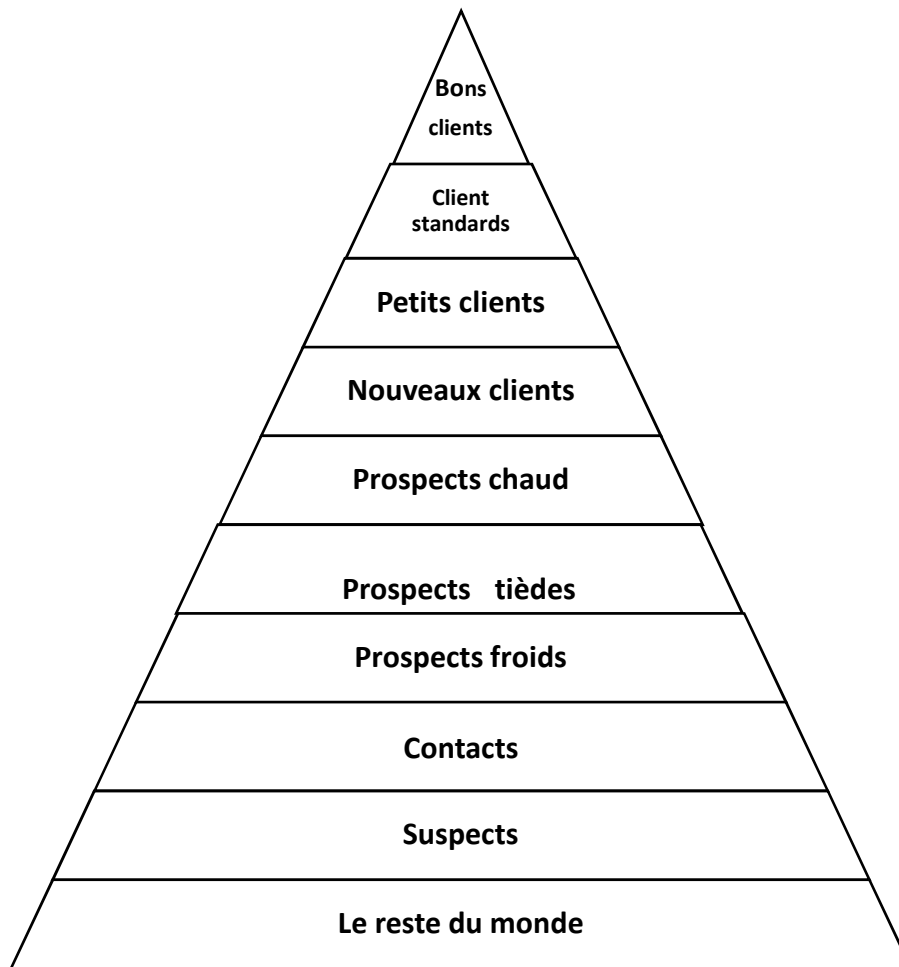 Bons
clients
Client
standards
Petits clients
Nouveaux clients
Prospects chaud
Prospects tièdes
Prospects froids
Contacts
Suspects
Le reste du monde